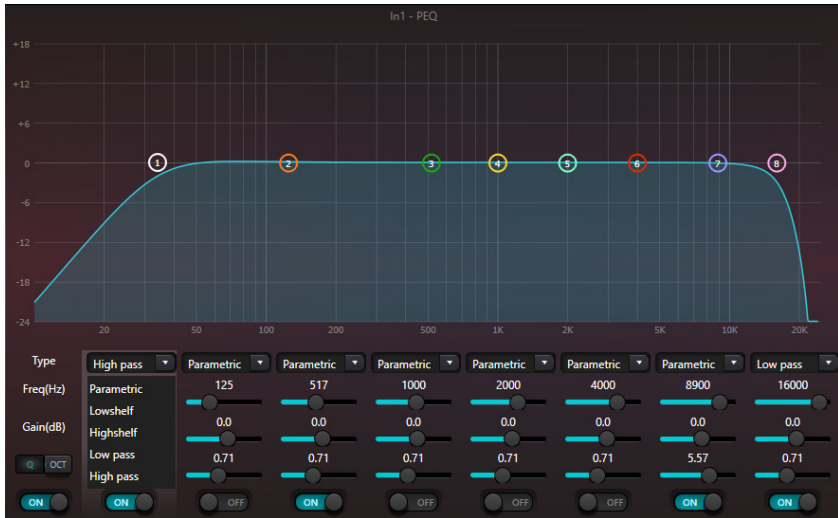 In1 - PEQ
+18
+12
+6
0
-6
-12
-18
-24
1 2 3 4 5 6 7 8
20 50 100 200 500 1K 2K 5K 10K 20K
Type High pass Parametric Parametric Parametric Parametric Parametric Parametric Low pass
Freq(Hz) Parametric 125 517 1000 2000 4000 8900 16000
Lowshelf
Gain(dB) Highshelf 0.0 0.0 0.0 0.0 0.0 0.0 0.0
Low pass
Q OCT High pass 0.71 0.71 0.71 0.71 0.71 5.57 0.71
ON ON OFF ON OFF OFF OFF ON ON